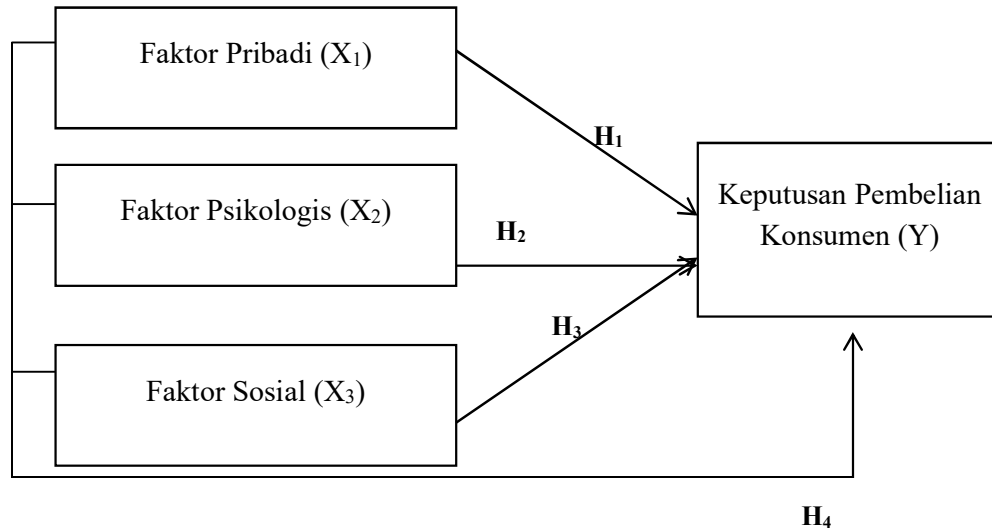 Faktor Pribadi (X₁)
H₁
Keputusan Pembelian
Konsumen (Y)
Faktor Psikologis (X₂)
H₂
H₃
Faktor Sosial (X₃)
H₄